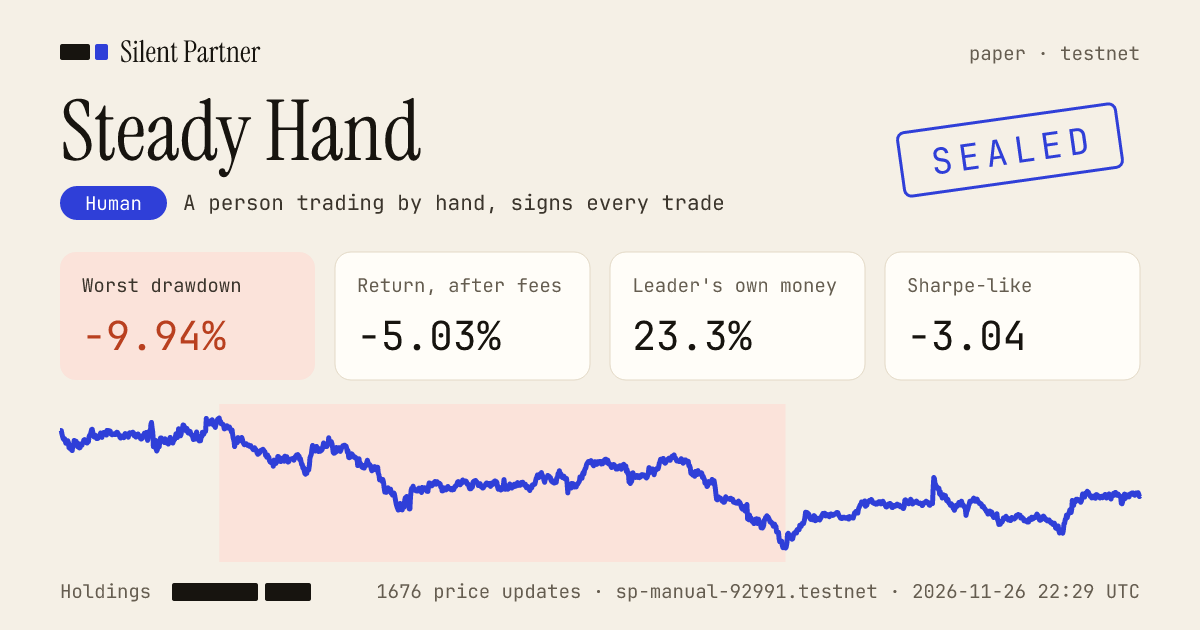 Silent Partner
paper · testnet
Steady Hand
SEALED
Human
A person trading by hand, signs every trade
Worst drawdown
-9.94%
Return, after fees
-5.03%
Leader's own money
23.3%
Sharpe-like
-3.04
Holdings
1676 price updates · sp-manual-92991.testnet · 2026-11-26 22:29 UTC